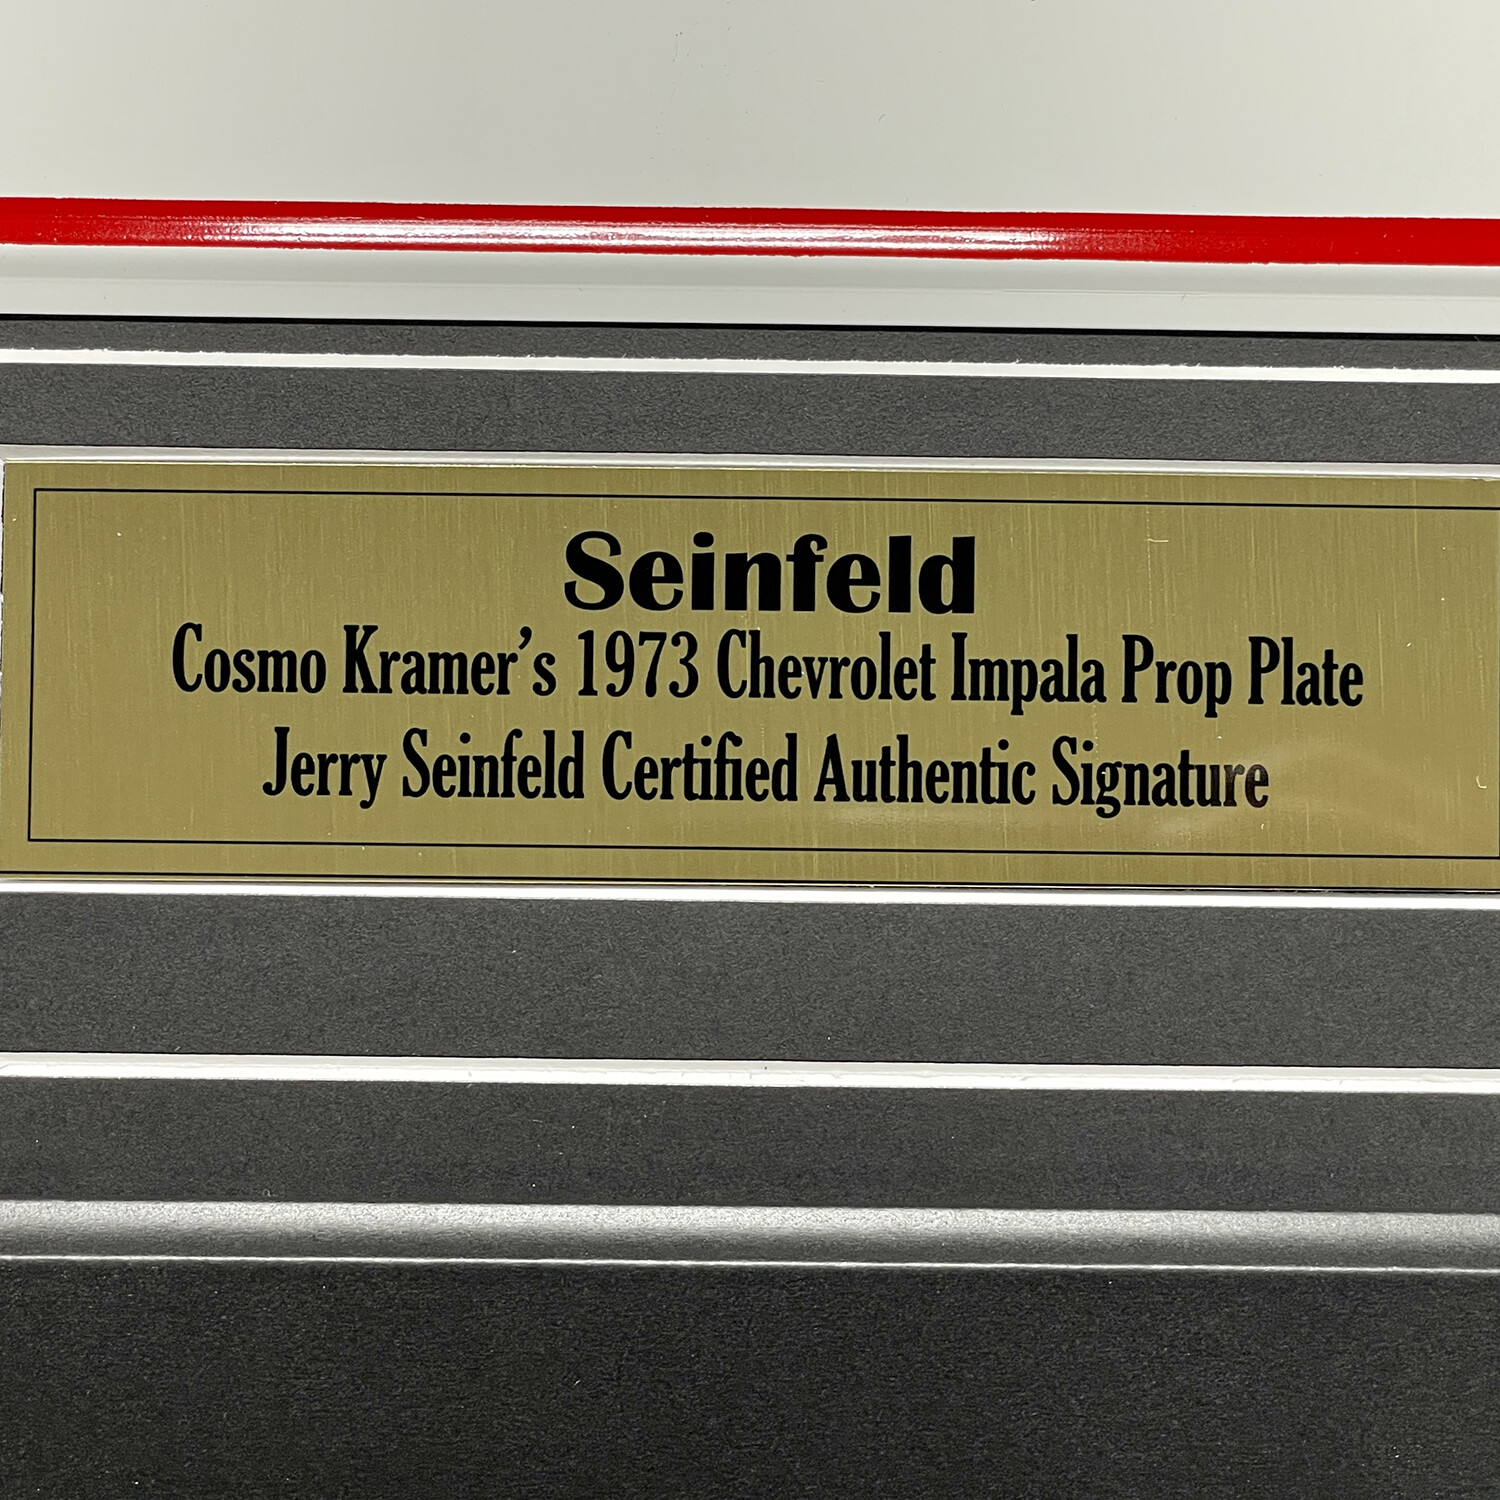 Seinfeld
Cosmo Kramer’s 1973 Chevrolet Impala Prop Plate
Jerry Seinfeld Certified Authentic Signature